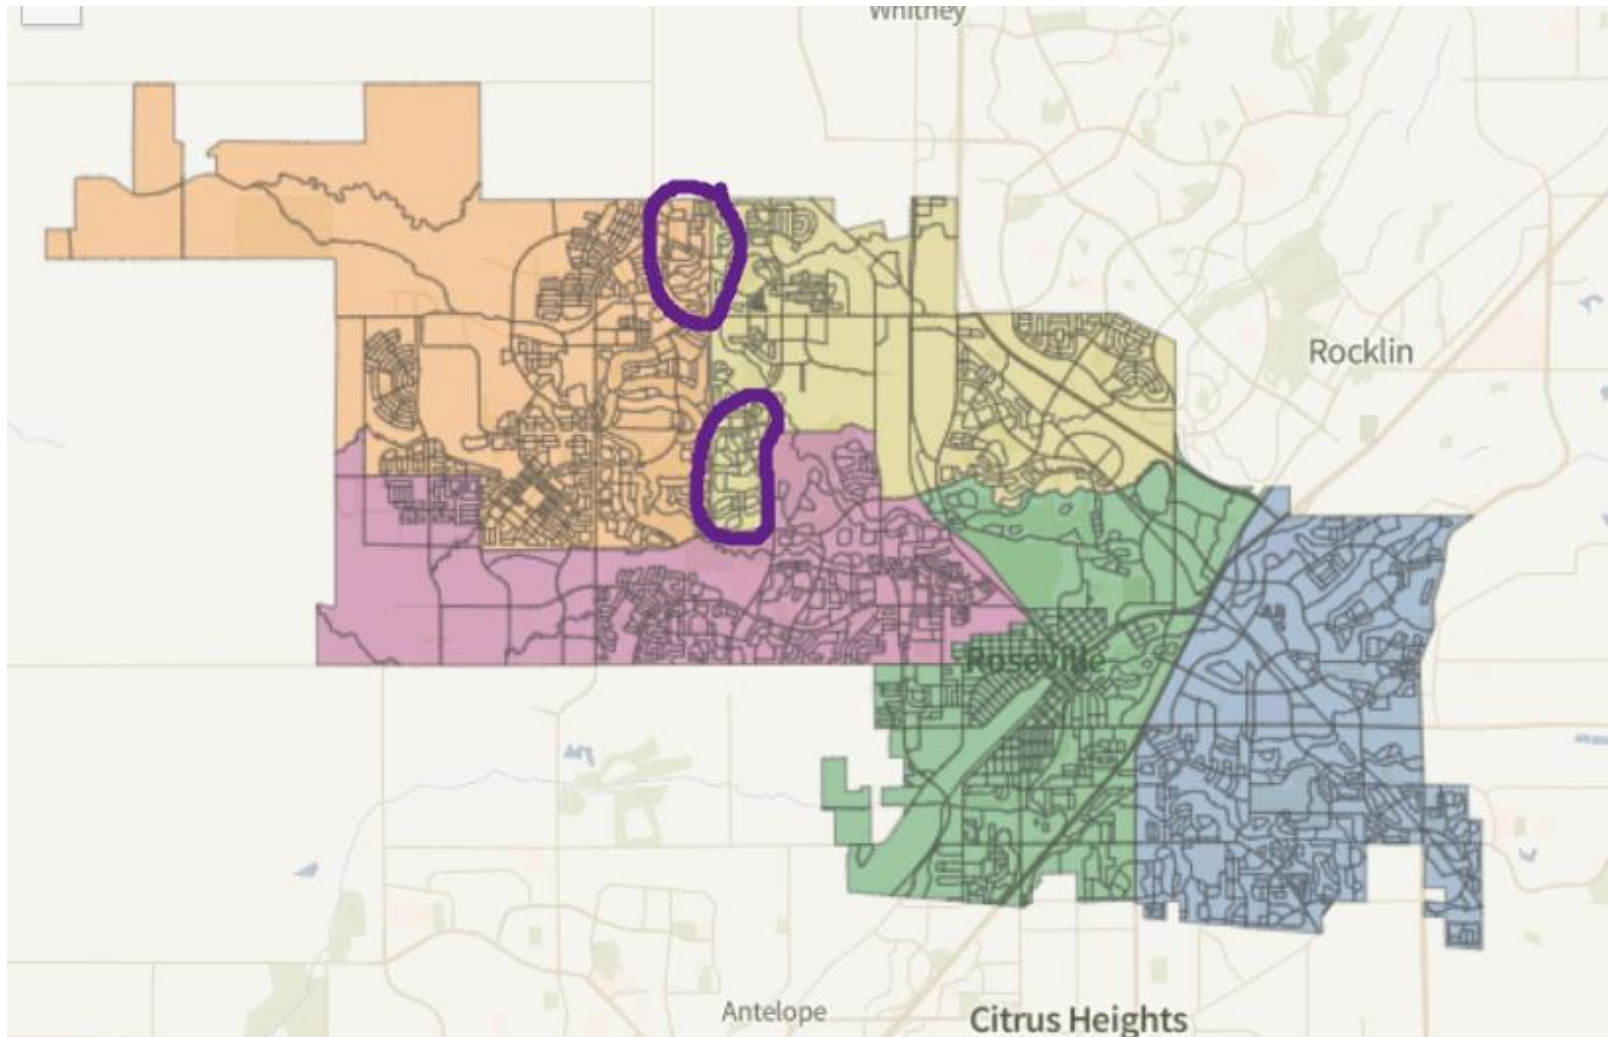 Whitney
Rocklin
Roseville
Antelope
Citrus Heights